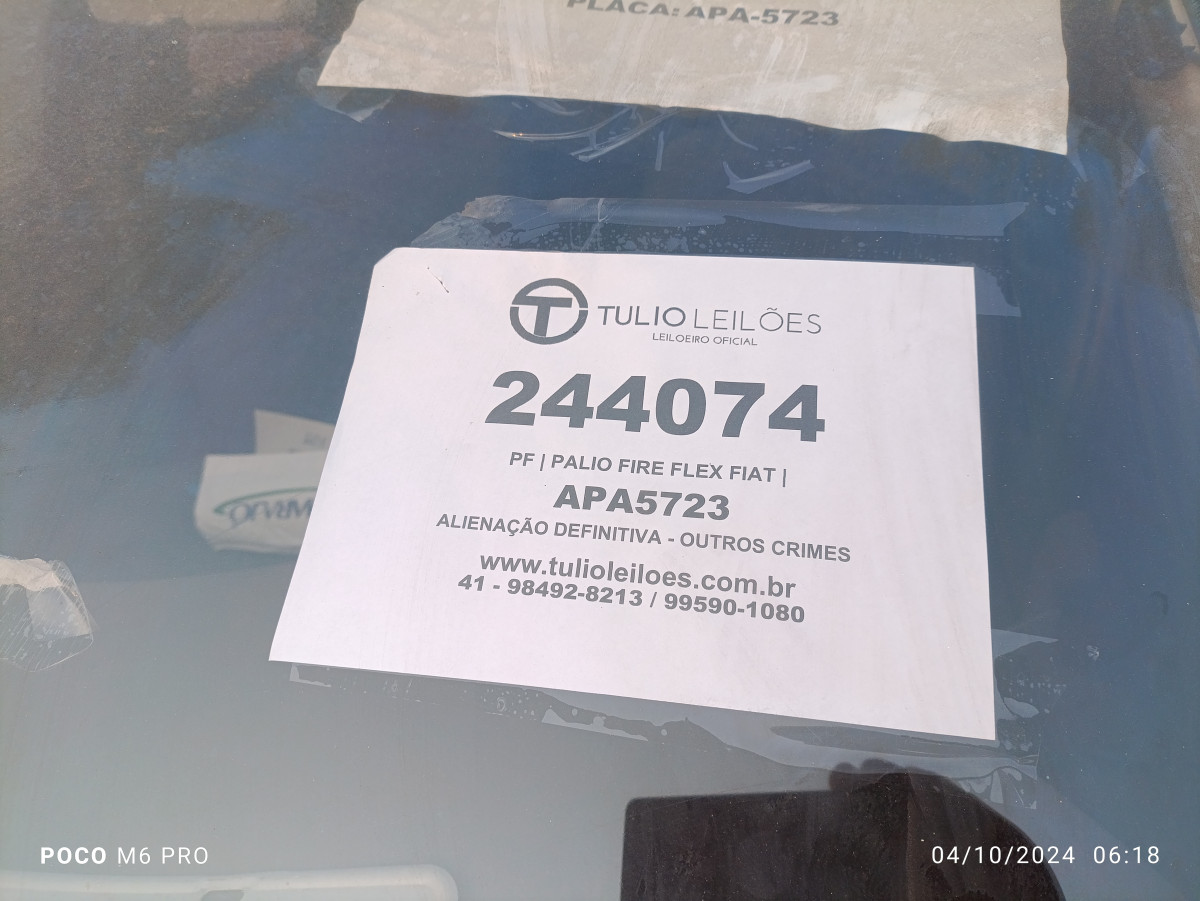 PLACA: APA-5723
TULIO LEILÕES
LEILOEIRO OFICIAL
244074
PF | PALIO FIRE FLEX FIAT |
APA5723
ALIENAÇÃO DEFINITIVA - OUTROS CRIMES
www.tulioleiloes.com.br
41 - 98492-8213 / 99590-1080
POCO M6 PRO
04/10/2024 06:18